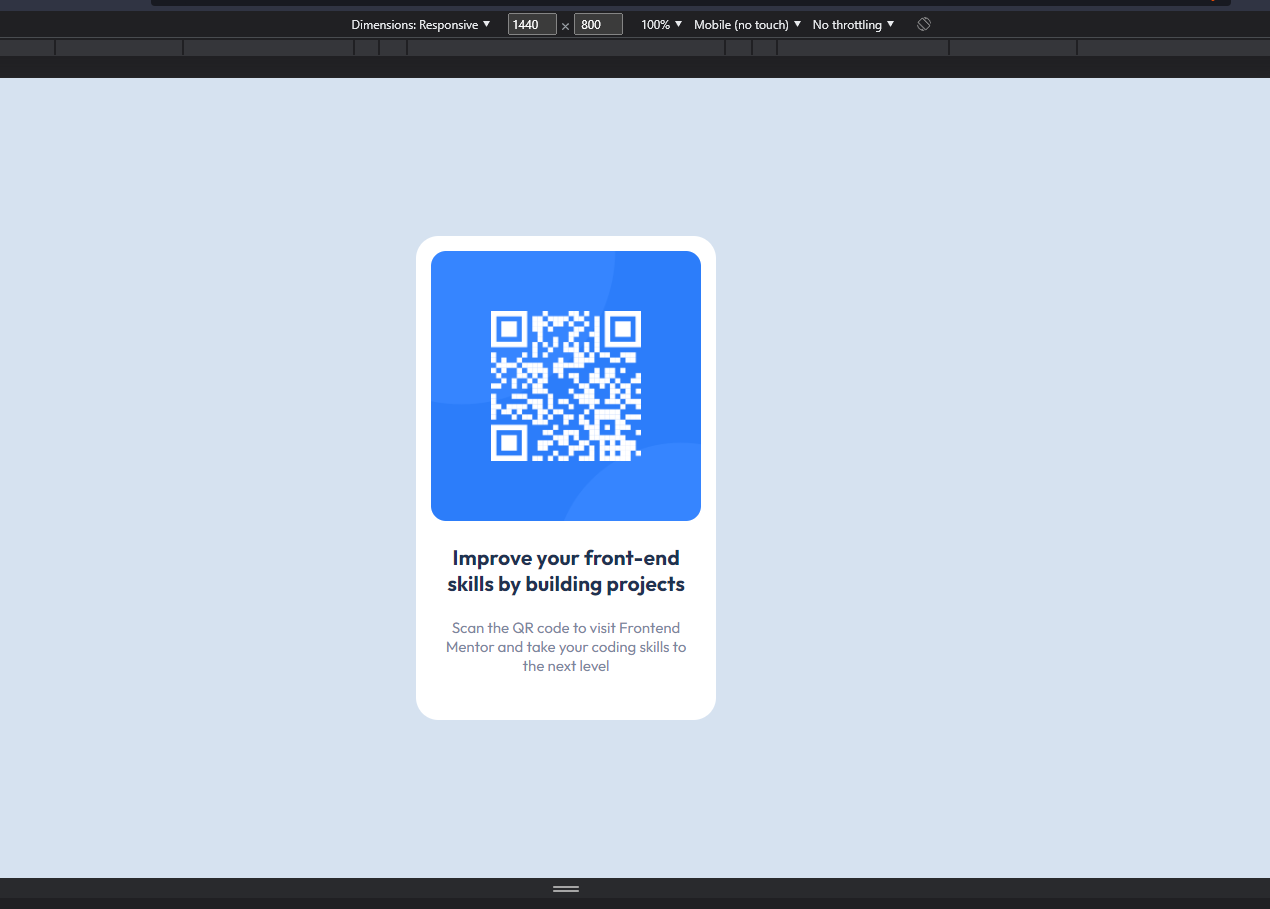 Dimensions: Responsive ▼ 1440 × 800 100% ▼ Mobile (no touch) ▼ No throttling ▼
Improve your front-end
skills by building projects
Scan the QR code to visit Frontend
Mentor and take your coding skills to
the next level